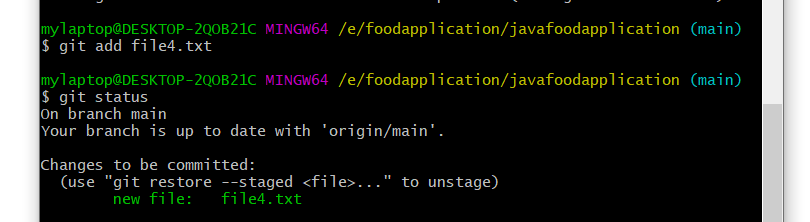 mylaptop@DESKTOP-2QOB21C MINGW64 /e/foodapplication/javafoodapplication (main)
$ git add file4.txt
mylaptop@DESKTOP-2QOB21C MINGW64 /e/foodapplication/javafoodapplication (main)
$ git status
On branch main
Your branch is up to date with 'origin/main'.
Changes to be committed:
(use "git restore --staged <file>..." to unstage)
new file: file4.txt